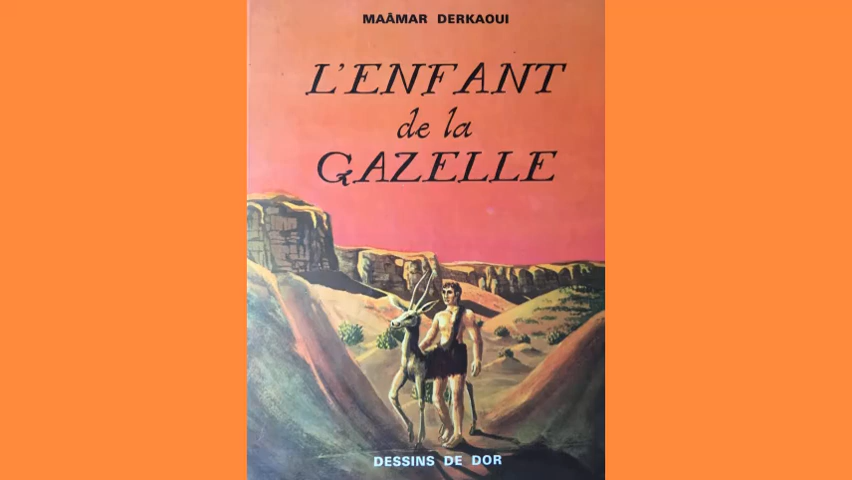 MAÂMAR DERKAOUI
L'ENFANT
de la
GAZELLE
DESSINS DE DOR